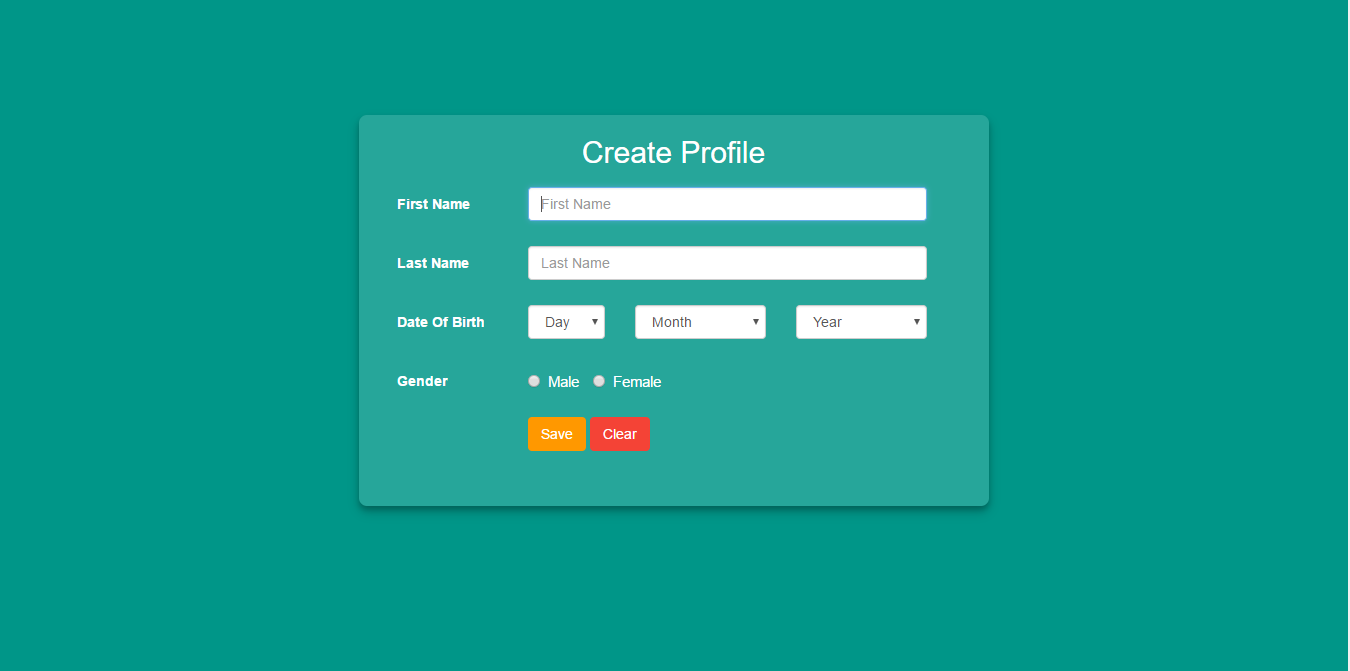 Create Profile
First Name First Name
Last Name Last Name
Date Of Birth Day Month Year
Gender Male Female
Save Clear